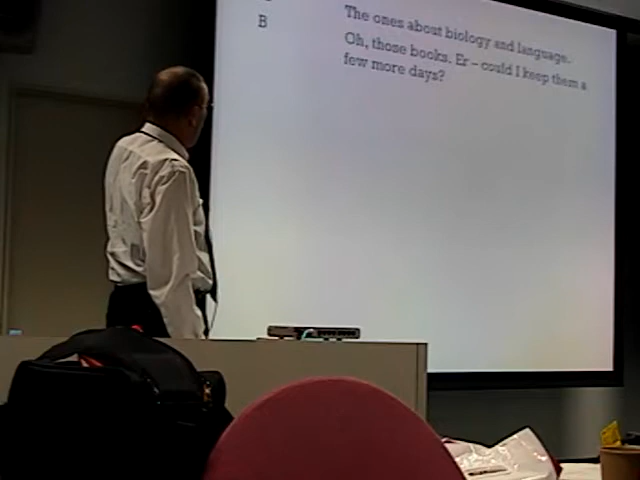 The ones about biology and language.
B
Oh, those books. Er – could I keep them a
few more days?